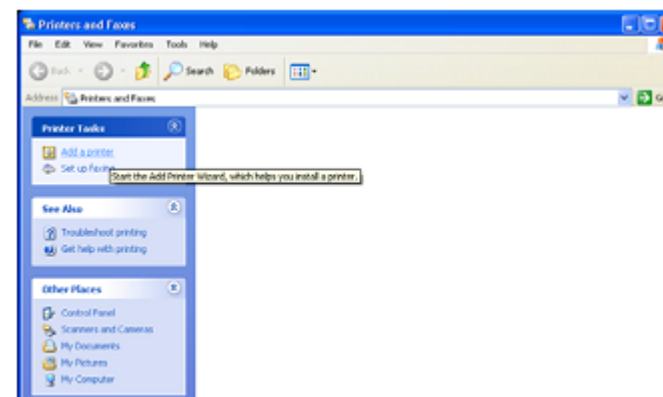 Printers and Faxes
File Edit View Favorites Tools Help
Back Search Folders
Address Printers and Faxes
Printer Tasks
Add a printer
Set up faxing
Start the Add Printer Wizard, which helps you install a printer.
See Also
Troubleshoot printing
Get help with printing
Other Places
Control Panel
Scanners and Cameras
My Documents
My Pictures
My Computer